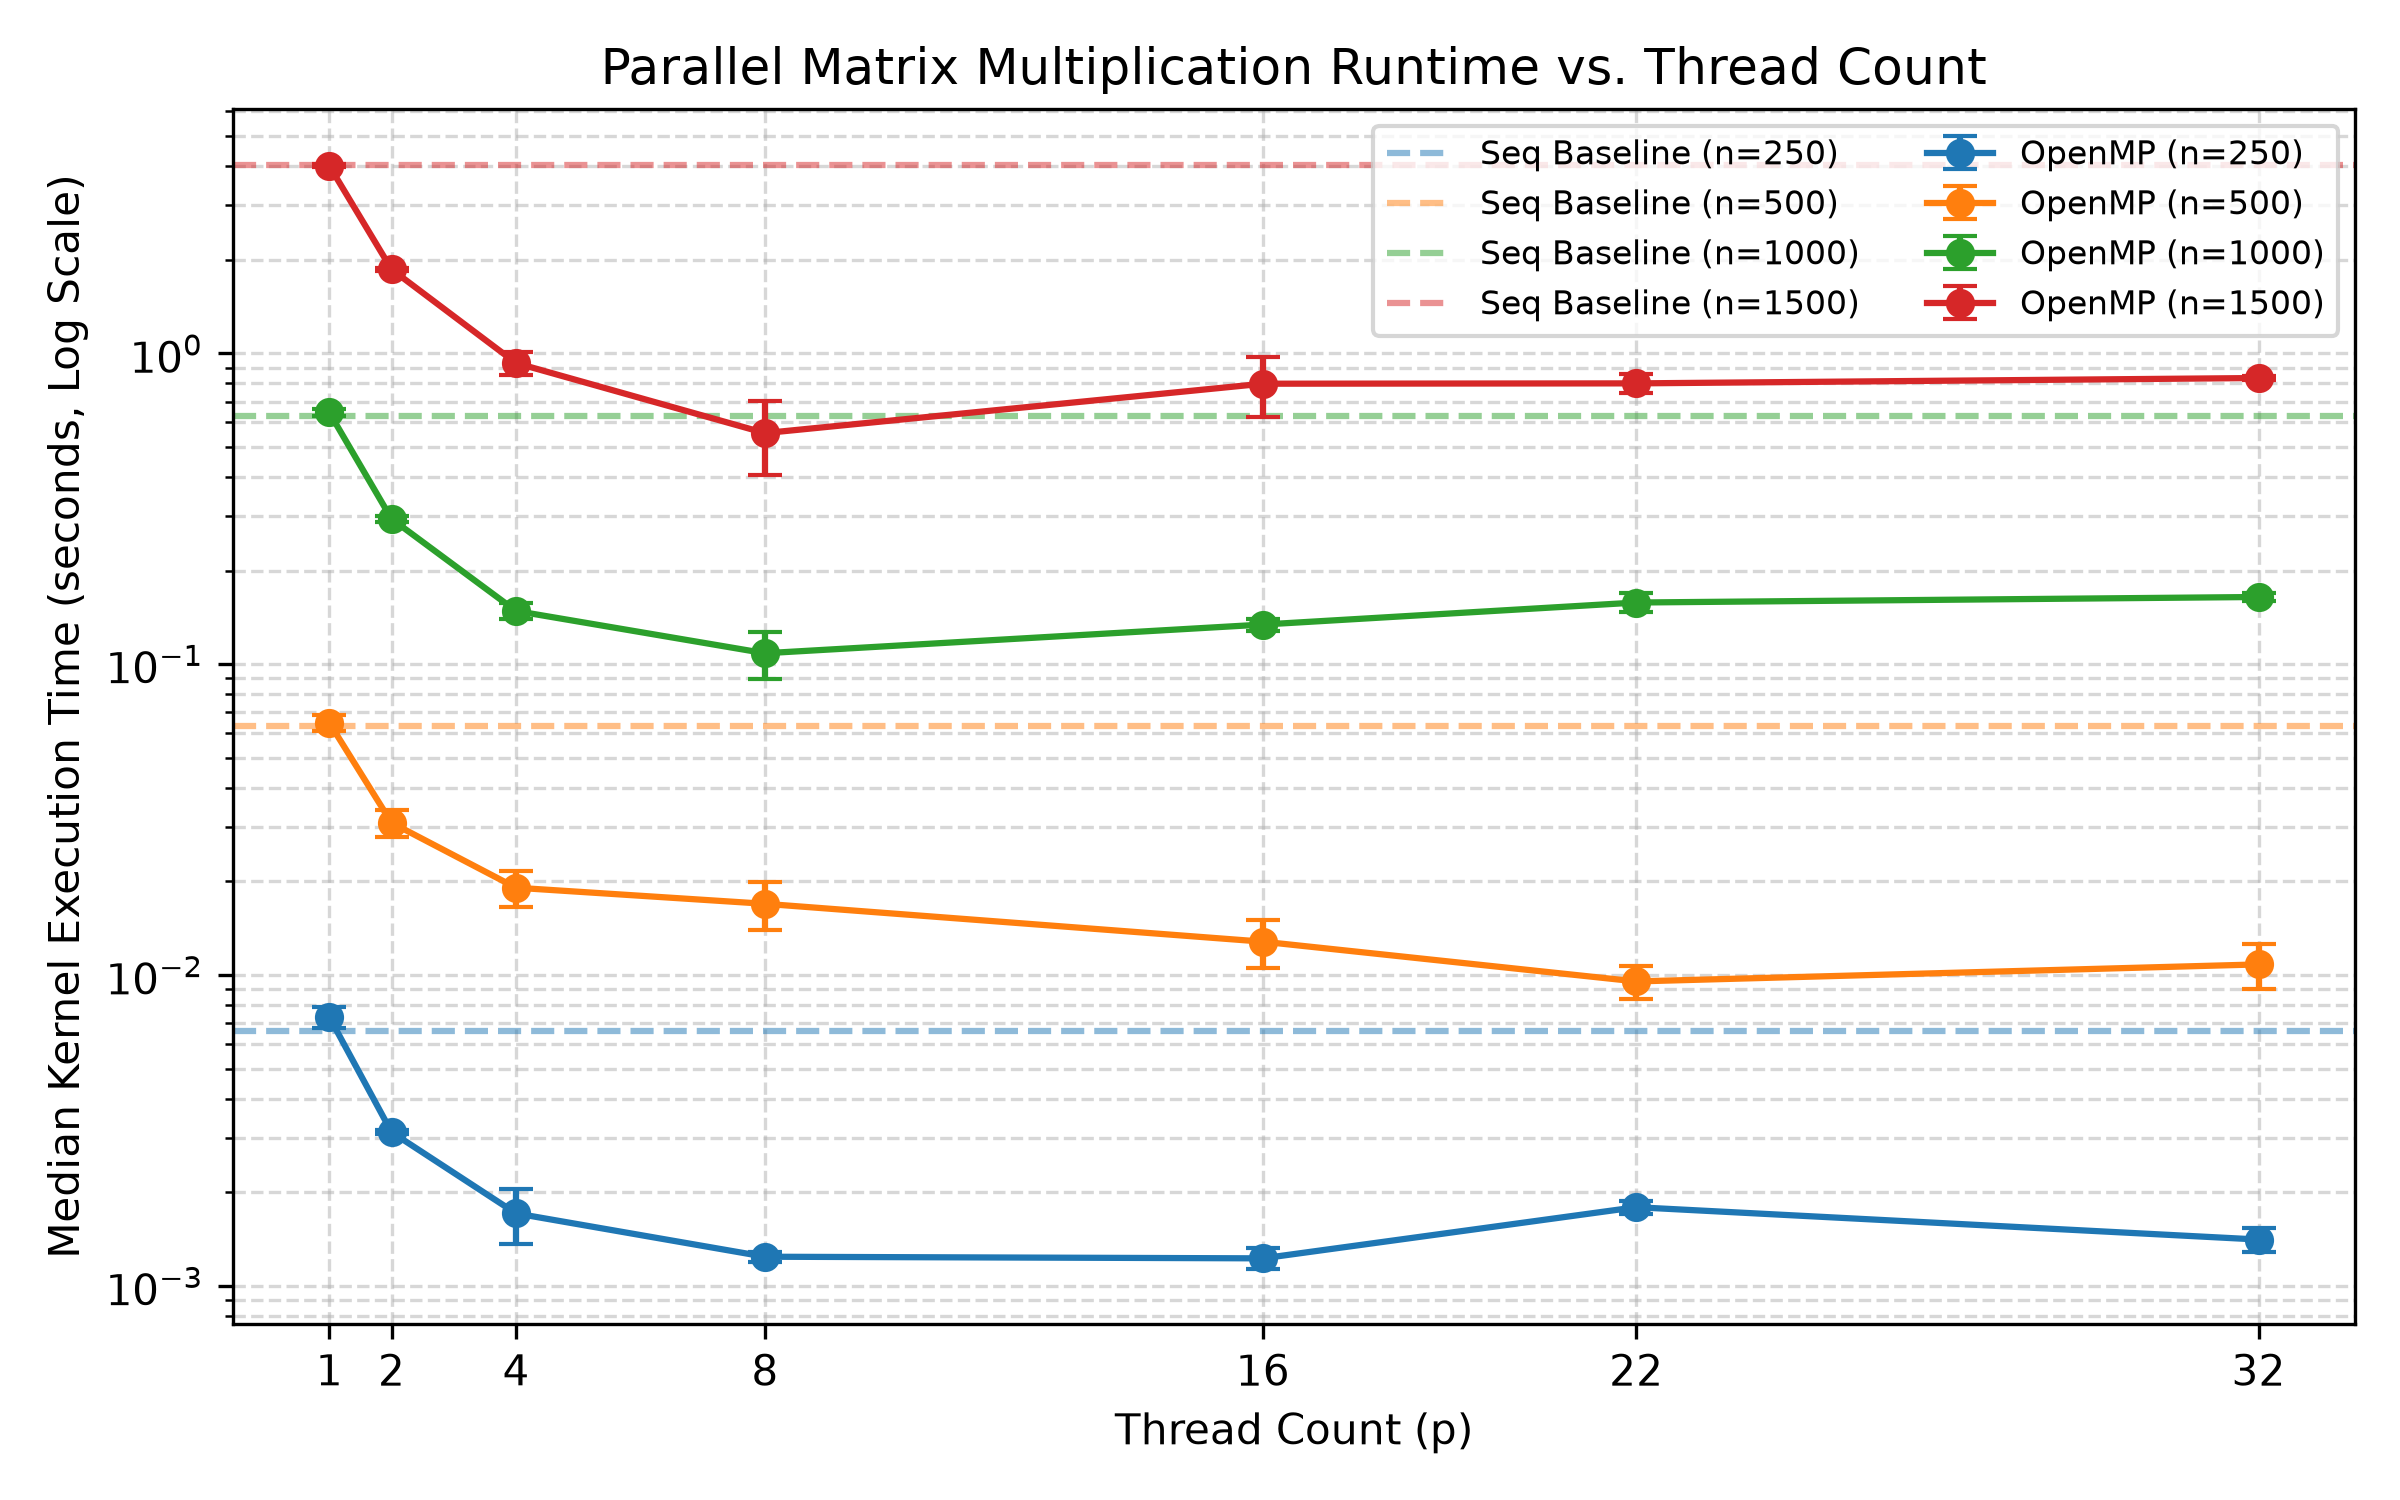 Parallel Matrix Multiplication Runtime vs. Thread Count
Median Kernel Execution Time (seconds, Log Scale)
10⁰
10⁻¹
10⁻²
10⁻³
Seq Baseline (n=250)
Seq Baseline (n=500)
Seq Baseline (n=1000)
Seq Baseline (n=1500)
OpenMP (n=250)
OpenMP (n=500)
OpenMP (n=1000)
OpenMP (n=1500)
1 2 4 8 16 22 32
Thread Count (p)